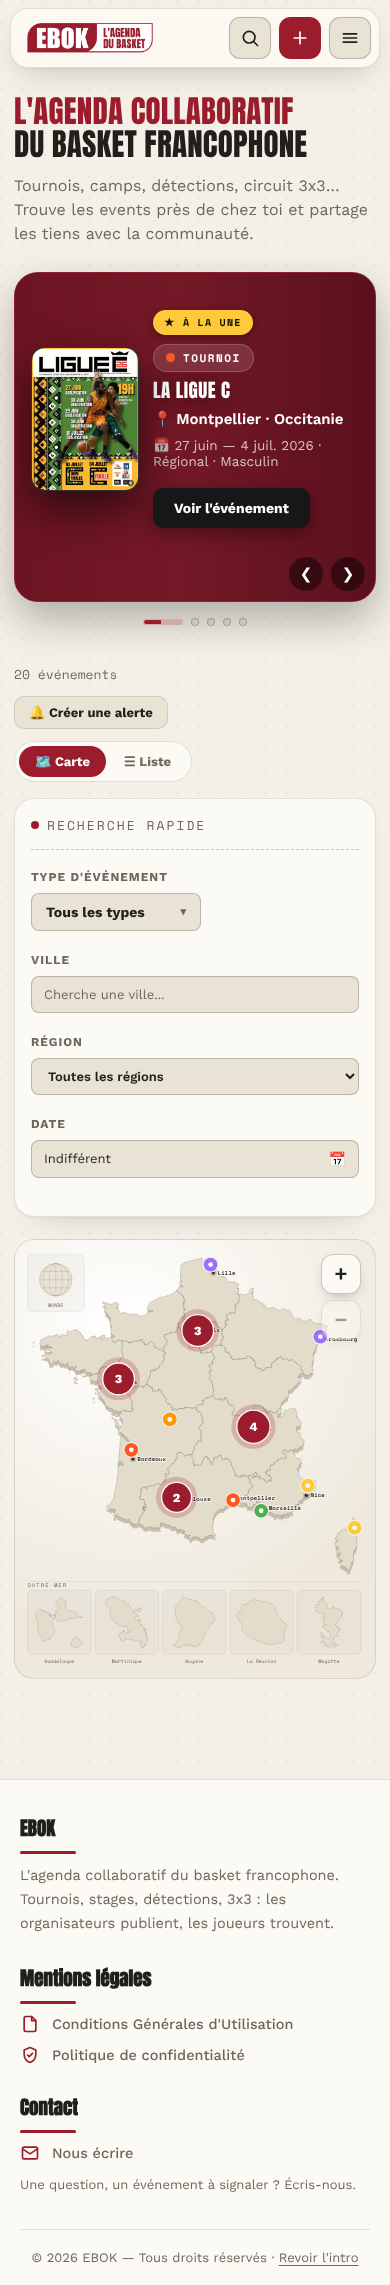 EBOK L'AGENDA
DU BASKET
L'AGENDA COLLABORATIF
DU BASKET FRANCOPHONE
Tournois, camps, détections, circuit 3x3…
Trouve les events près de chez toi et partage
les tiens avec la communauté.
★ À LA UNE
TOURNOI
LIGUE
19H
LA LIGUE C
📍 Montpellier · Occitanie
📅 27 juin — 4 juil. 2026 ·
Régional · Masculin
Voir l'événement
❮ ❯
20 événements
🔔 Créer une alerte
🗺️ Carte ☰ Liste
RECHERCHE RAPIDE
TYPE D'ÉVÉNEMENT
Tous les types ▾
VILLE
Cherche une ville...
RÉGION
Toutes les régions
DATE
Indifférent 📅
MONDE
+
−
Lille
3
3
4
Bordeaux
2
Nice
Marseille
OUTRE-MER
Guadeloupe Martinique Guyane La Réunion Mayotte
EBOK
L'agenda collaboratif du basket francophone.
Tournois, stages, détections, 3x3 : les
organisateurs publient, les joueurs trouvent.
Mentions légales
Conditions Générales d'Utilisation
Politique de confidentialité
Contact
Nous écrire
Une question, un événement à signaler ? Écris-nous.
© 2026 EBOK — Tous droits réservés · Revoir l'intro